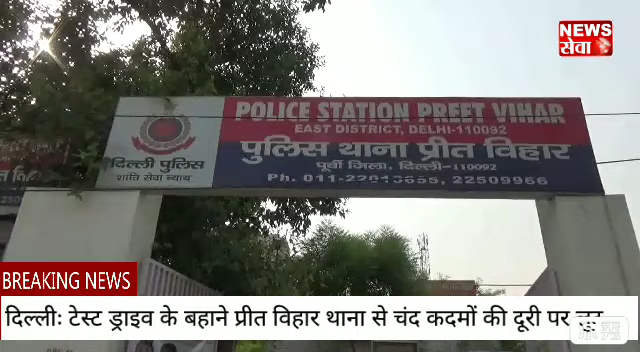 NEWS
सेवा
POLICE STATION PREET VIHAR
EAST DISTRICT, DELHI-110092
पुलिस थाना प्रीत विहार
पूर्वी जिला, दिल्ली-110092
Ph. 011- 22509966
दिल्ली पुलिस
शांति सेवा न्याय
BREAKING NEWS
दिल्लीः टेस्ट ड्राइव के बहाने प्रीत विहार थाना से चंद कदमों की दूरी पर